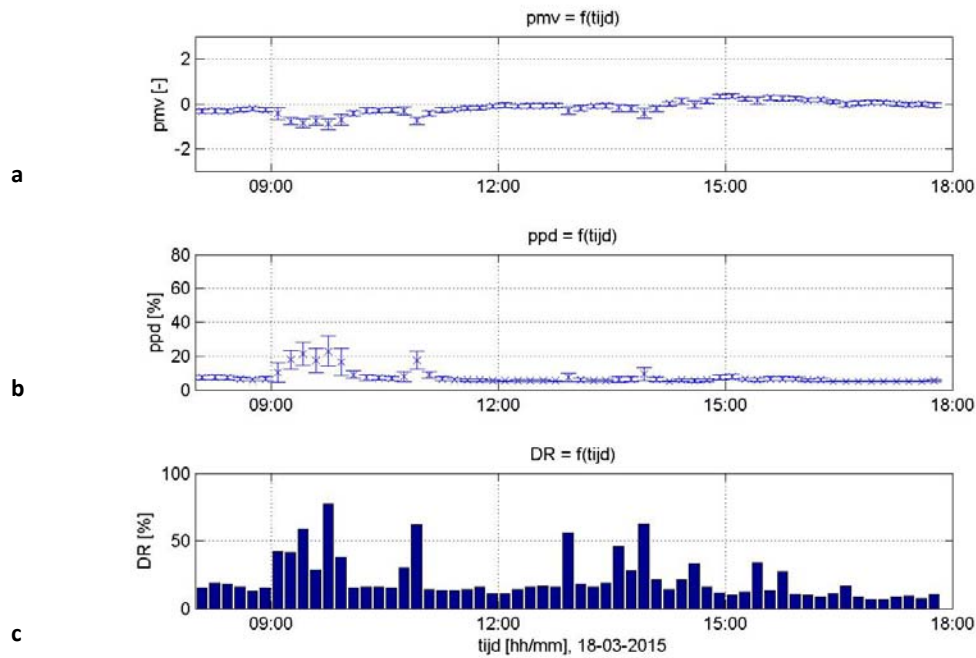 pmv = f(tijd)
2
0
-2
pmv [-]
09:00 12:00 15:00 18:00
a
ppd = f(tijd)
80
60
40
20
0
ppd [%]
09:00 12:00 15:00 18:00
b
DR = f(tijd)
100
50
0
DR [%]
09:00 12:00 15:00 18:00
tijd [hh/mm], 18-03-2015
c